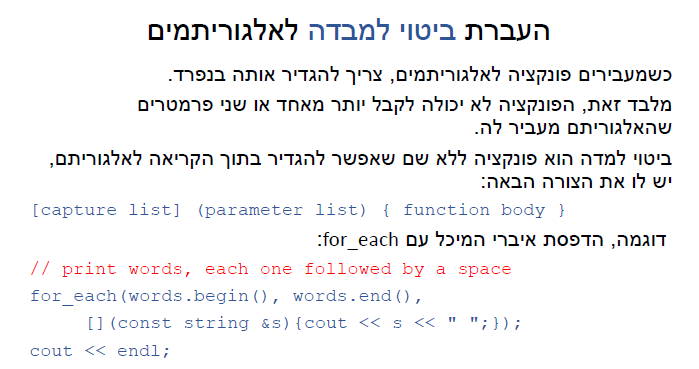 העברת ביטוי למבדה לאלגוריתמים
כשמעבירים פונקציה לאלגוריתמים, צריך להגדיר אותה בנפרד.
מלבד זאת, הפונקציה לא יכולה לקבל יותר מאחד או שני פרמטרים
שהאלגוריתם מעביר לה.
ביטוי למדה הוא פונקציה ללא שם שאפשר להגדיר בתוך הקריאה לאלגוריתם,
יש לו את הצורה הבאה:
[capture list] (parameter list) { function body }
דוגמה, הדפסת איברי המיכל עם for_each:
// print words, each one followed by a space
for_each(words.begin(), words.end(),
[](const string &s){cout << s << " ";});
cout << endl;